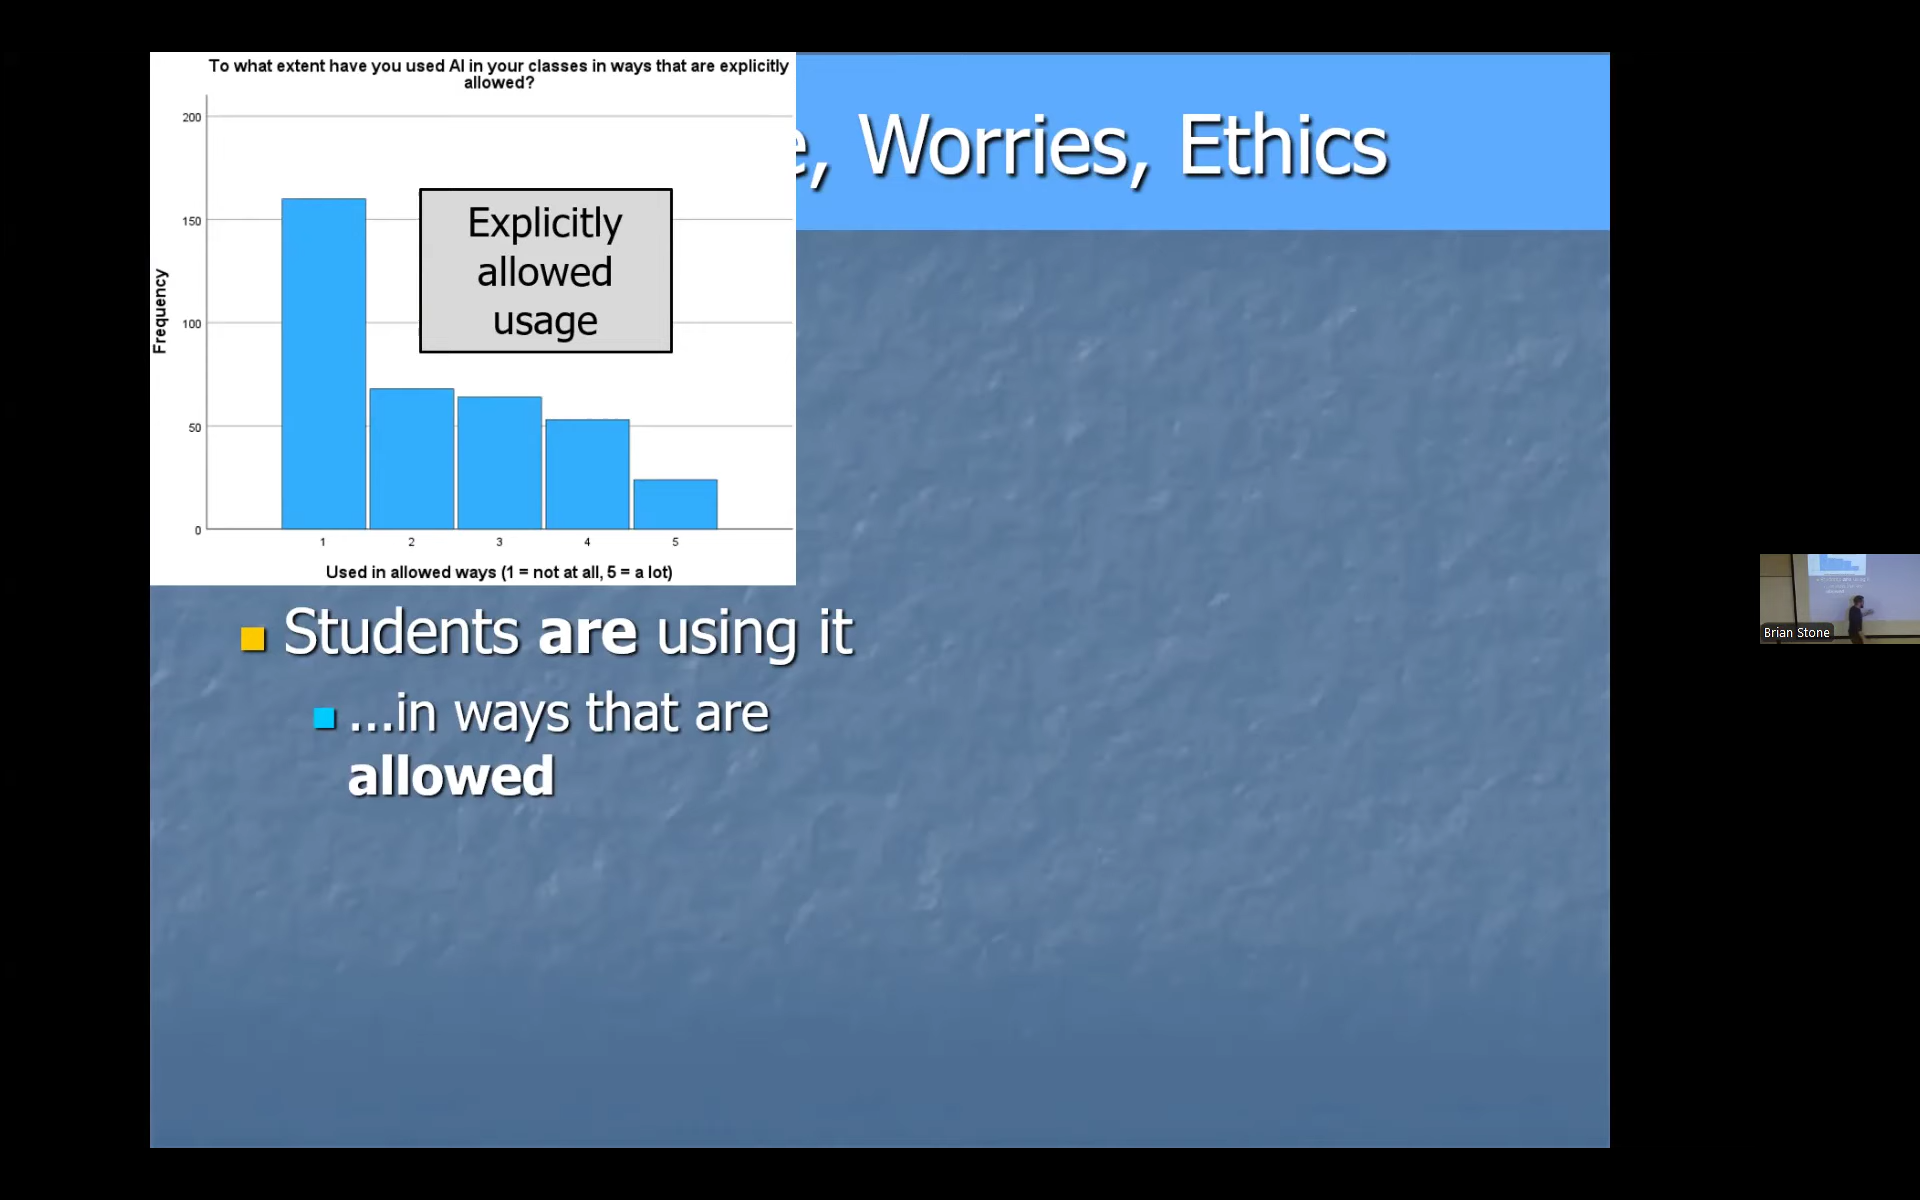 To what extent have you used AI in your classes in ways that are explicitly
allowed?
, Worries, Ethics
200
150
100
50
0
Frequency
Explicitly
allowed
usage
1 2 3 4 5
Used in allowed ways (1 = not at all, 5 = a lot)
Students are using it
...in ways that are
allowed
Brian Stone